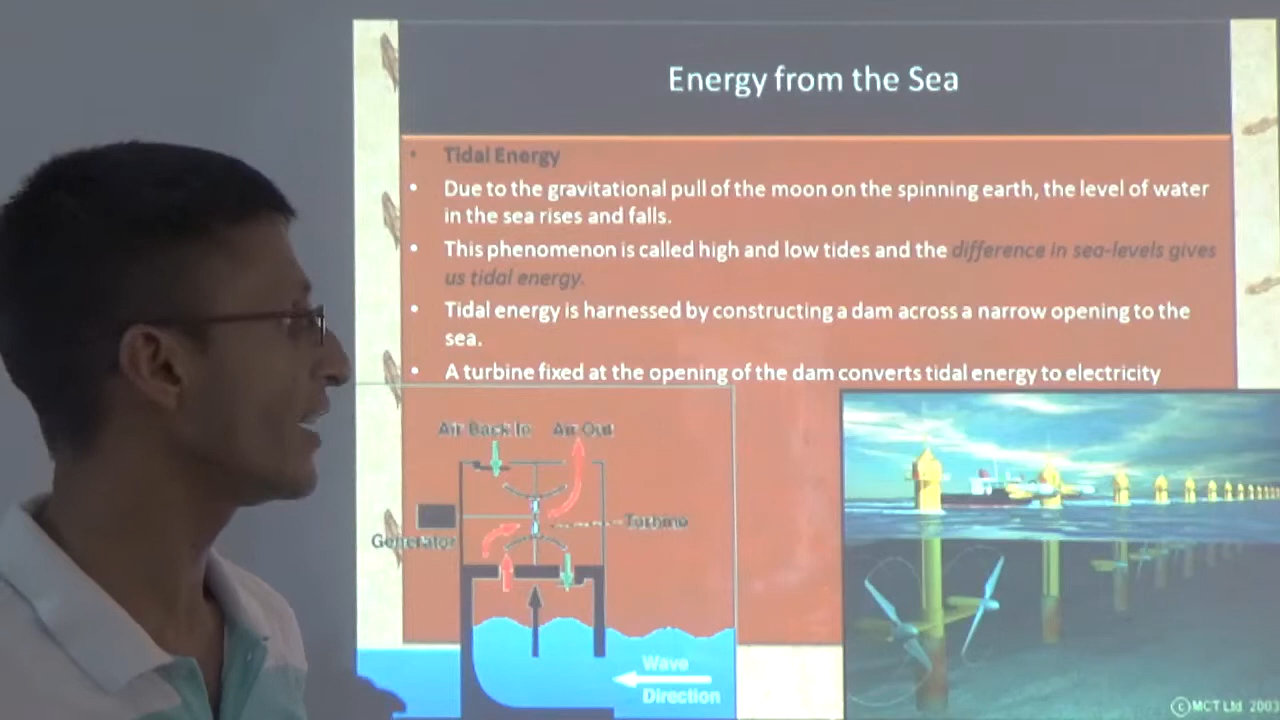 Energy from the Sea
• Tidal Energy
• Due to the gravitational pull of the moon on the spinning earth, the level of water
in the sea rises and falls.
• This phenomenon is called high and low tides and the difference in sea-levels gives
us tidal energy.
• Tidal energy is harnessed by constructing a dam across a narrow opening to the
sea.
• A turbine fixed at the opening of the dam converts tidal energy to electricity
Air Back In Air Out
Turbine
Generator
Wave
Direction
©MCT Ltd 2003